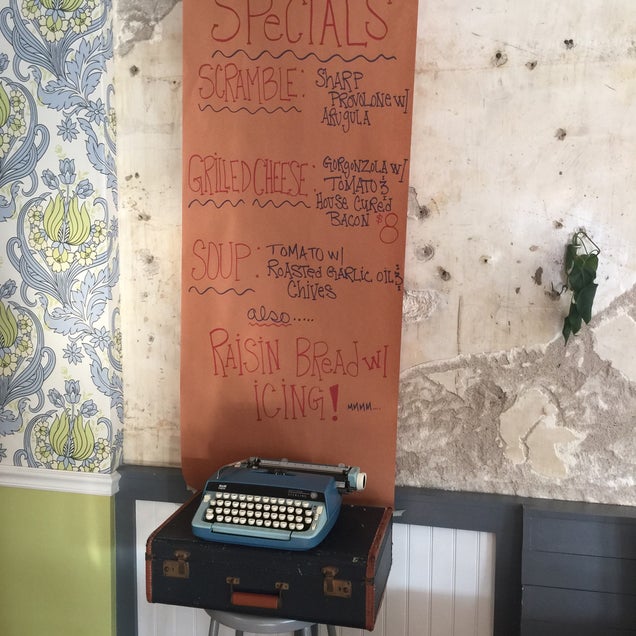 SPECIALS
SCRAMBLE: SHARP
PROVOLONE W/
ARUGULA
GRILLED CHEESE: GORGONZOLA W/
TOMATO &
HOUSE CURED
BACON $8
SOUP: TOMATO W/
ROASTED GARLIC OIL &
CHIVES
also.....
RAISIN BREAD W/
ICING! MMMM....